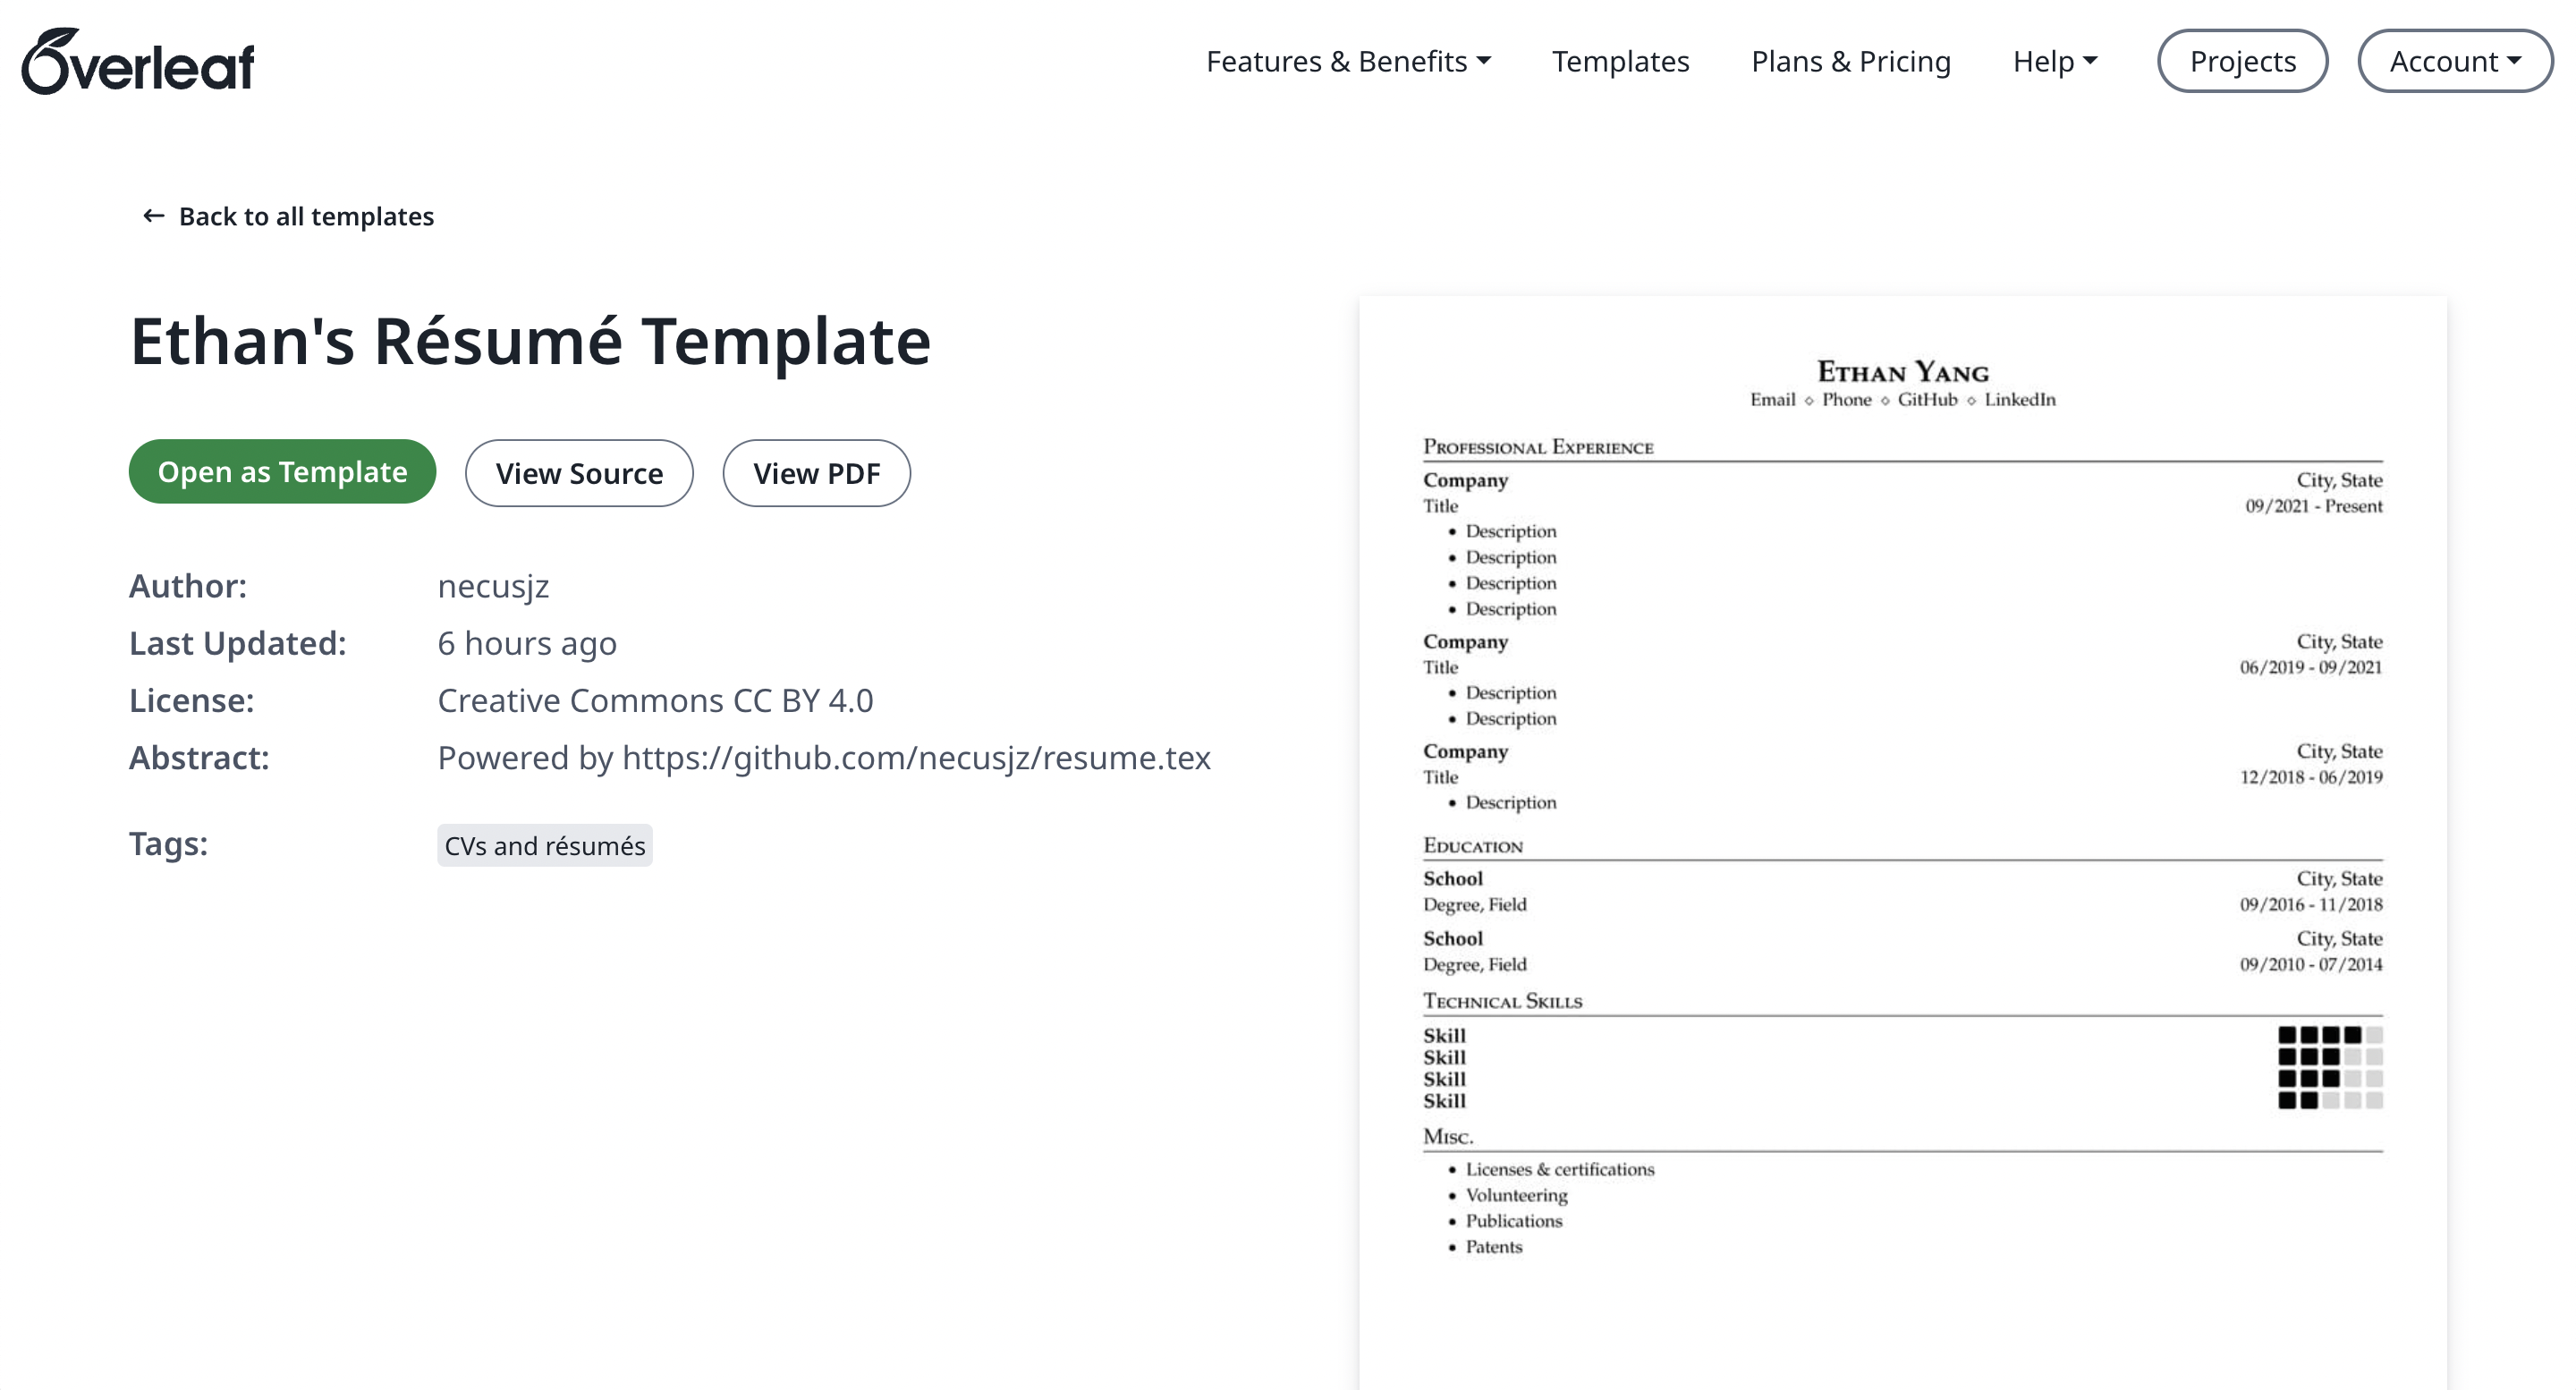 Overleaf
Features & Benefits
Templates
Plans & Pricing
Help
Projects
Account
← Back to all templates
Ethan's Résumé Template
Open as Template
View Source
View PDF
Author: necusjz
Last Updated: 6 hours ago
License: Creative Commons CC BY 4.0
Abstract: Powered by https://github.com/necusjz/resume.tex
Tags: CVs and résumés
Ethan Yang
Email ⋄ Phone ⋄ GitHub ⋄ LinkedIn
Professional Experience
Company City, State
Title 09/2021 - Present
• Description
• Description
• Description
• Description
Company City, State
Title 06/2019 - 09/2021
• Description
• Description
Company City, State
Title 12/2018 - 06/2019
• Description
Education
School City, State
Degree, Field 09/2016 - 11/2018
School City, State
Degree, Field 09/2010 - 07/2014
Technical Skills
Skill
Skill
Skill
Skill
Misc.
• Licenses & certifications
• Volunteering
• Publications
• Patents